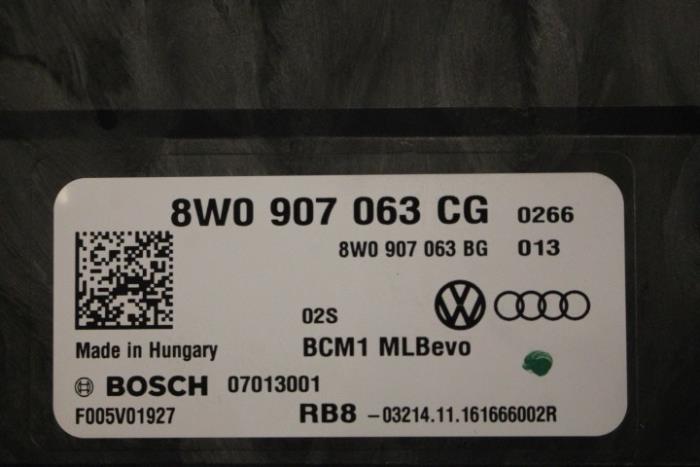 8W0 907 063 CG 0266
8W0 907 063 BG 013
02S
Made in Hungary BCM1 MLBevo
BOSCH 07013001
F005V01927 RB8 -03214.11.161666002R